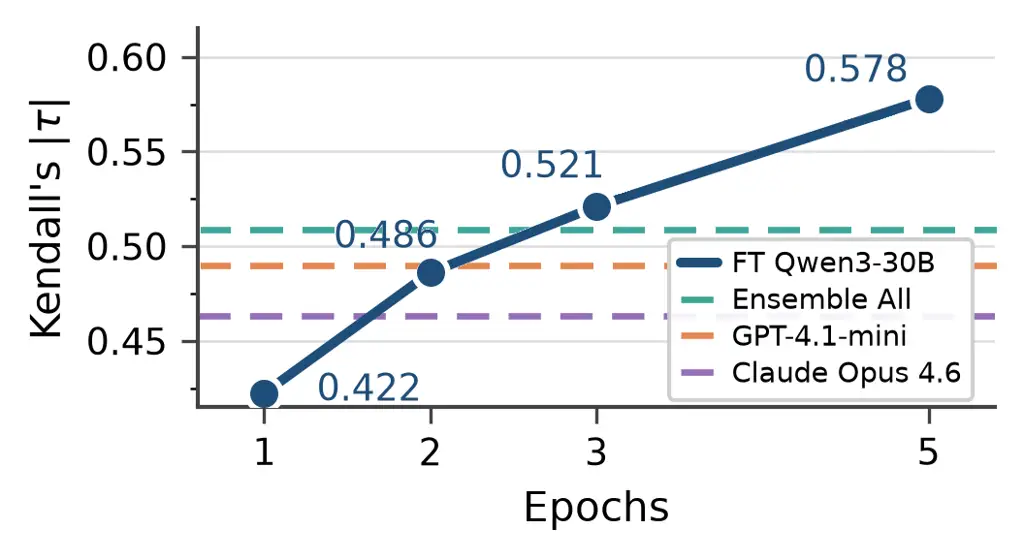 Kendall's |τ|
0.60
0.55
0.50
0.45
0.578
0.521
0.486
0.422
FT Qwen3-30B
Ensemble All
GPT-4.1-mini
Claude Opus 4.6
1 2 3 5
Epochs